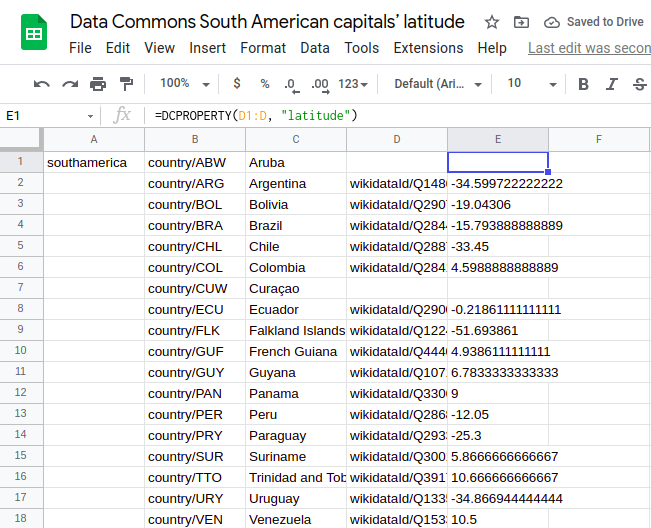 Data Commons South American capitals’ latitude Saved to Drive
File Edit View Insert Format Data Tools Extensions Help Last edit was secon
100% $ % .0 .00 123 Default (Ari... 10 B I S
E1 fx =DCPROPERTY(D1:D, "latitude")
A B C D E F
1 southamerica country/ABW Aruba
2 country/ARG Argentina wikidataId/Q148 -34.599722222222
3 country/BOL Bolivia wikidataId/Q290 -19.04306
4 country/BRA Brazil wikidataId/Q284 -15.793888888889
5 country/CHL Chile wikidataId/Q288 -33.45
6 country/COL Colombia wikidataId/Q284 4.5988888888889
7 country/CUW Curaçao
8 country/ECU Ecuador wikidataId/Q290 -0.21861111111111
9 country/FLK Falkland Islands wikidataId/Q122 -51.693861
10 country/GUF French Guiana wikidataId/Q444 4.9386111111111
11 country/GUY Guyana wikidataId/Q107 6.7833333333333
12 country/PAN Panama wikidataId/Q330 9
13 country/PER Peru wikidataId/Q286 -12.05
14 country/PRY Paraguay wikidataId/Q293 -25.3
15 country/SUR Suriname wikidataId/Q300 5.8666666666667
16 country/TTO Trinidad and Tob wikidataId/Q391 10.666666666667
17 country/URY Uruguay wikidataId/Q133 -34.866944444444
18 country/VEN Venezuela wikidataId/Q153 10.5